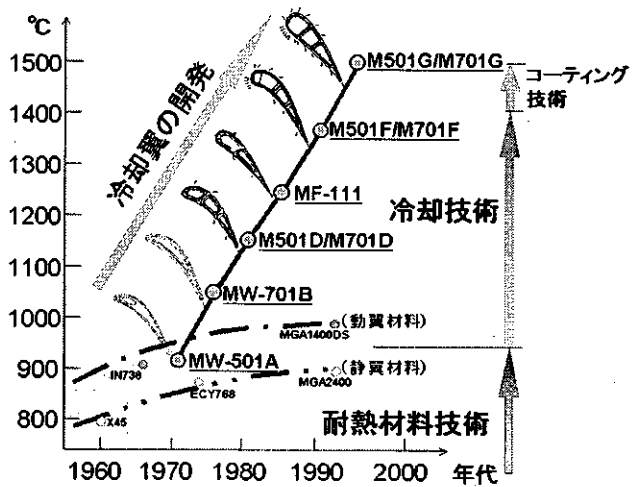 ℃
1500
1400
1300
1200
1150
1100
1000
900
800
1960
1970
1980
1990
2000
年代
冷却翼の開発
M501G/M701G
M501F/M701F
MF-111
M501D/M701D
MW-701B
MW-501A
コーティング
技術
冷却技術
耐熱材料技術
(動翼材料)
MGA1400DS
(静翼材料)
MGA2400
IN738
ECY768
X45